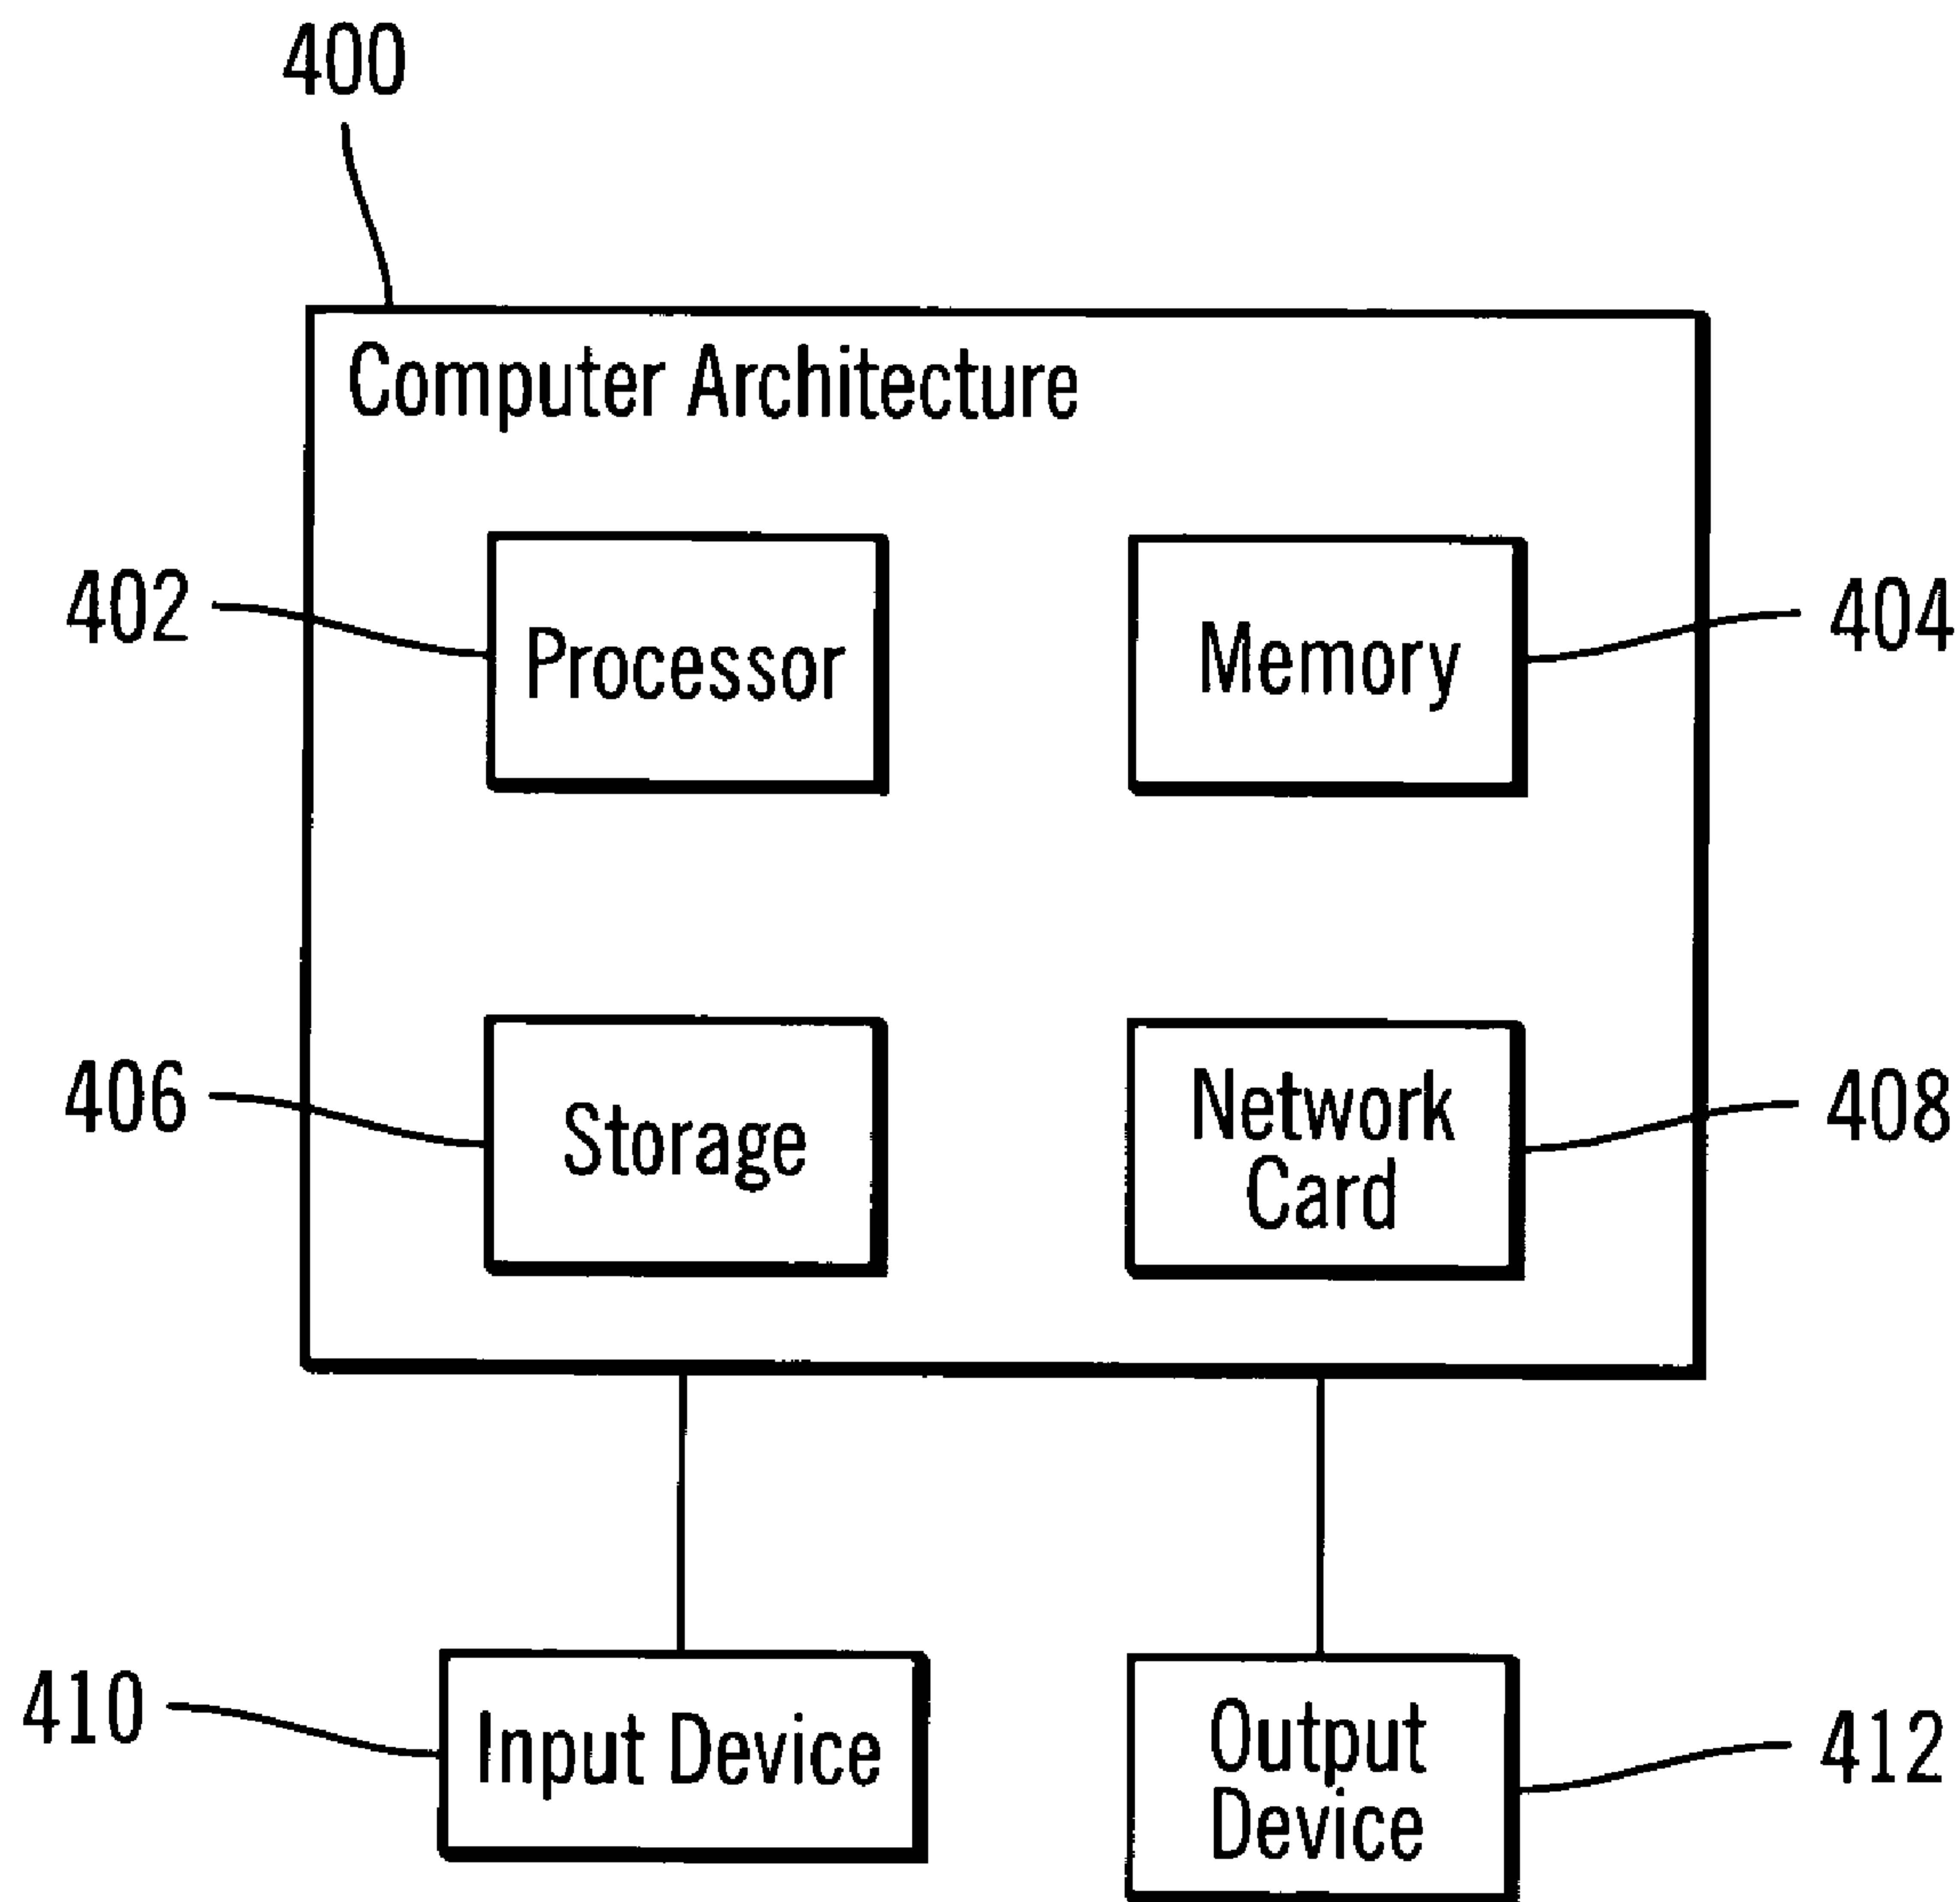 400
Computer Architecture
402
Processor
Memory
404
406
Storage
Network
Card
408
410
Input Device
Output
Device
412